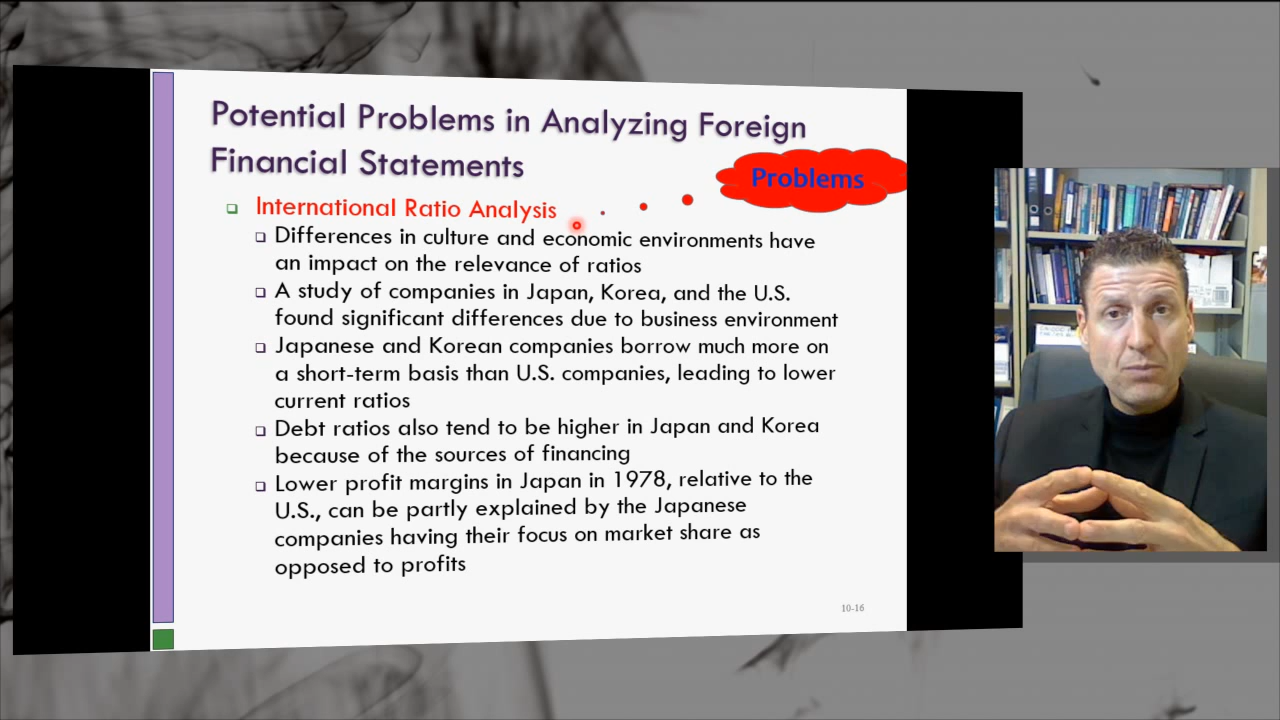 Potential Problems in Analyzing Foreign
Financial Statements
Problems
International Ratio Analysis
Differences in culture and economic environments have
an impact on the relevance of ratios
A study of companies in Japan, Korea, and the U.S.
found significant differences due to business environment
Japanese and Korean companies borrow much more on
a short-term basis than U.S. companies, leading to lower
current ratios
Debt ratios also tend to be higher in Japan and Korea
because of the sources of financing
Lower profit margins in Japan in 1978, relative to the
U.S., can be partly explained by the Japanese
companies having their focus on market share as
opposed to profits
10-16